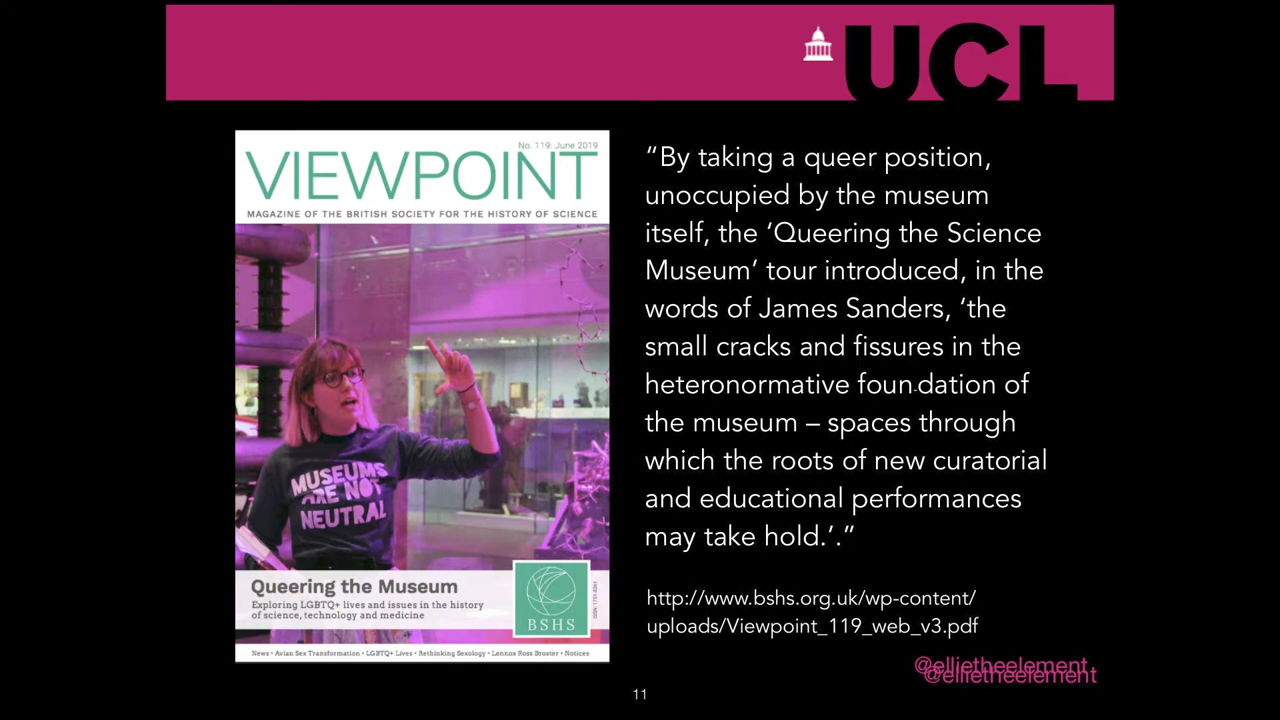 UCL
No. 119: June 2019
VIEWPOINT
MAGAZINE OF THE BRITISH SOCIETY FOR THE HISTORY OF SCIENCE
MUSEUMS
ARE NOT
NEUTRAL
Queering the Museum
Exploring LGBTQ+ lives and issues in the history
of science, technology and medicine
BSHS
News • Avian Sex Transformation • LGBTQ+ Lives • Rethinking Sexology • Lennox Ross Broster • Notices
“By taking a queer position,
unoccupied by the museum
itself, the ‘Queering the Science
Museum’ tour introduced, in the
words of James Sanders, ‘the
small cracks and fissures in the
heteronormative foun.dation of
the museum – spaces through
which the roots of new curatorial
and educational performances
may take hold.’.”
http://www.bshs.org.uk/wp-content/
uploads/Viewpoint_119_web_v3.pdf
@ellietheelement
@ellietheelement
11